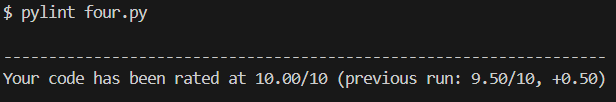 $ pylint four.py
--------------------------------------------------------------------
Your code has been rated at 10.00/10 (previous run: 9.50/10, +0.50)